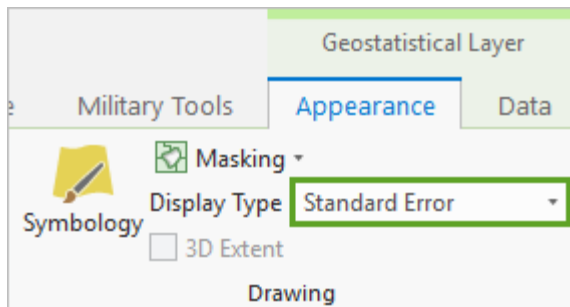 Geostatistical Layer
Military Tools Appearance Data
Masking
Display Type Standard Error
Symbology
3D Extent
Drawing